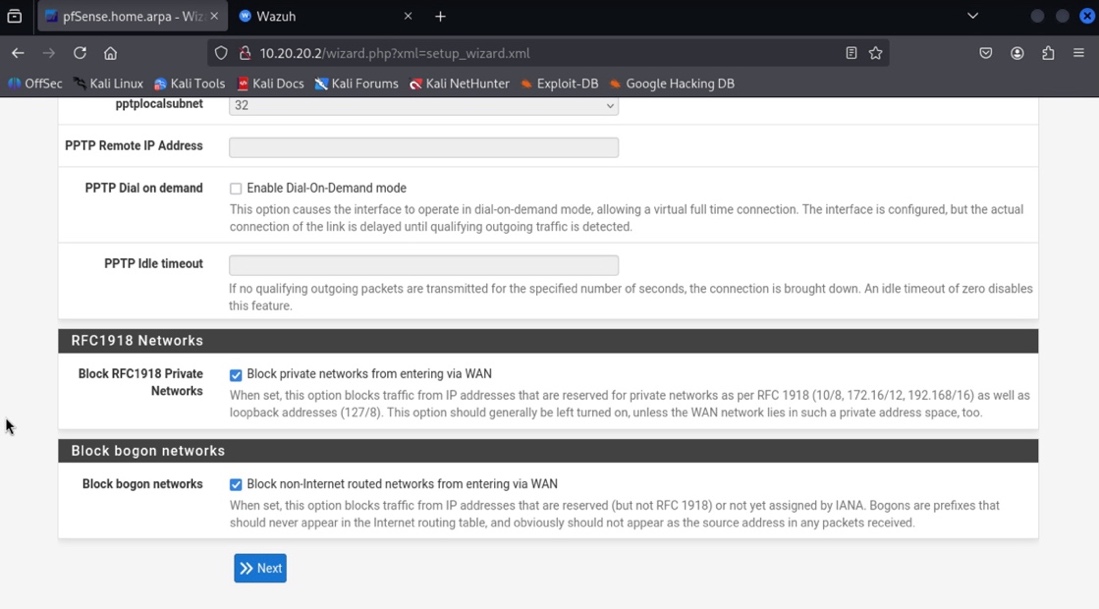 pfSense.home.arpa - Wiz
Wazuh
10.20.20.2/wizard.php?xml=setup_wizard.xml
OffSec Kali Linux Kali Tools Kali Docs Kali Forums Kali NetHunter Exploit-DB Google Hacking DB
pptplocalsubnet
32
PPTP Remote IP Address
PPTP Dial on demand
Enable Dial-On-Demand mode
This option causes the interface to operate in dial-on-demand mode, allowing a virtual full time connection. The interface is configured, but the actual
connection of the link is delayed until qualifying outgoing traffic is detected.
PPTP Idle timeout
If no qualifying outgoing packets are transmitted for the specified number of seconds, the connection is brought down. An idle timeout of zero disables
this feature.
RFC1918 Networks
Block RFC1918 Private
Networks
Block private networks from entering via WAN
When set, this option blocks traffic from IP addresses that are reserved for private networks as per RFC 1918 (10/8, 172.16/12, 192.168/16) as well as
loopback addresses (127/8). This option should generally be left turned on, unless the WAN network lies in such a private address space, too.
Block bogon networks
Block bogon networks
Block non-Internet routed networks from entering via WAN
When set, this option blocks traffic from IP addresses that are reserved (but not RFC 1918) or not yet assigned by IANA. Bogons are prefixes that
should never appear in the Internet routing table, and obviously should not appear as the source address in any packets received.
Next